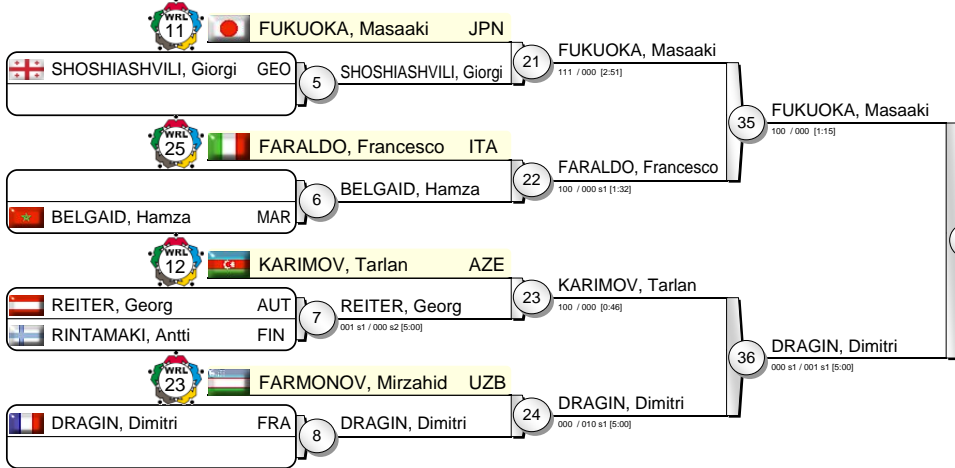 WRL
11 FUKUOKA, Masaaki JPN
SHOSHIASHVILI, Giorgi GEO
5
SHOSHIASHVILI, Giorgi
21
FUKUOKA, Masaaki
111 / 000 [2:51]
WRL
25 FARALDO, Francesco ITA
BELGAID, Hamza MAR
6
BELGAID, Hamza
22
FARALDO, Francesco
100 / 000 s1 [1:32]
35
FUKUOKA, Masaaki
100 / 000 [1:15]
WRL
12 KARIMOV, Tarlan AZE
REITER, Georg AUT
RINTAMAKI, Antti FIN
7
REITER, Georg
001 s1 / 000 s2 [5:00]
23
KARIMOV, Tarlan
100 / 000 [0:46]
WRL
23 FARMONOV, Mirzahid UZB
DRAGIN, Dimitri FRA
8
DRAGIN, Dimitri
24
DRAGIN, Dimitri
000 / 010 s1 [5:00]
36
DRAGIN, Dimitri
000 s1 / 001 s1 [5:00]